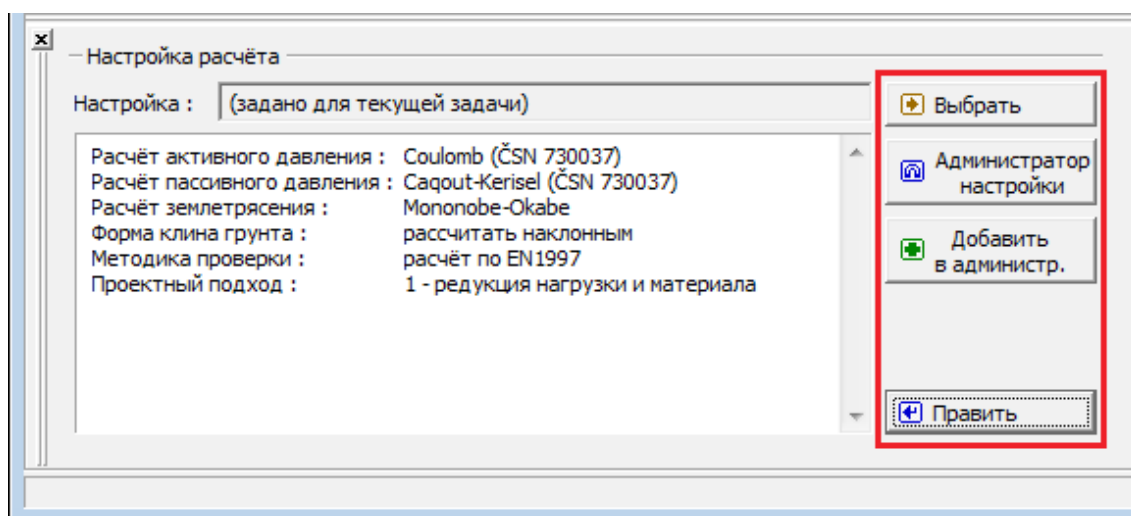 Настройка расчёта
Настройка : (задано для текущей задачи)
Расчёт активного давления : Coulomb (ČSN 730037)
Расчёт пассивного давления : Caqout-Kerisel (ČSN 730037)
Расчёт землетрясения : Mononobe-Okabe
Форма клина грунта : рассчитать наклонным
Методика проверки : расчёт по EN1997
Проектный подход : 1 - редукция нагрузки и материала
Выбрать
Администратор
настройки
Добавить
в администр.
Править